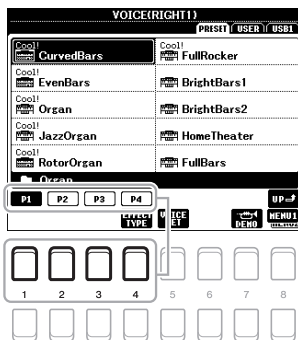 VOICE(RIGHT1)
PRESET USER USB1
Cool! CurvedBars
Cool! FullRocker
EvenBars
BrightBars1
Cool! Organ
BrightBars2
Cool! JazzOrgan
HomeTheater
Cool! RotorOrgan
FullBars
Organ
P1 P2 P3 P4 UP
EFFECT TYPE VOICE SET DEMO MENU1
1 2 3 4 5 6 7 8